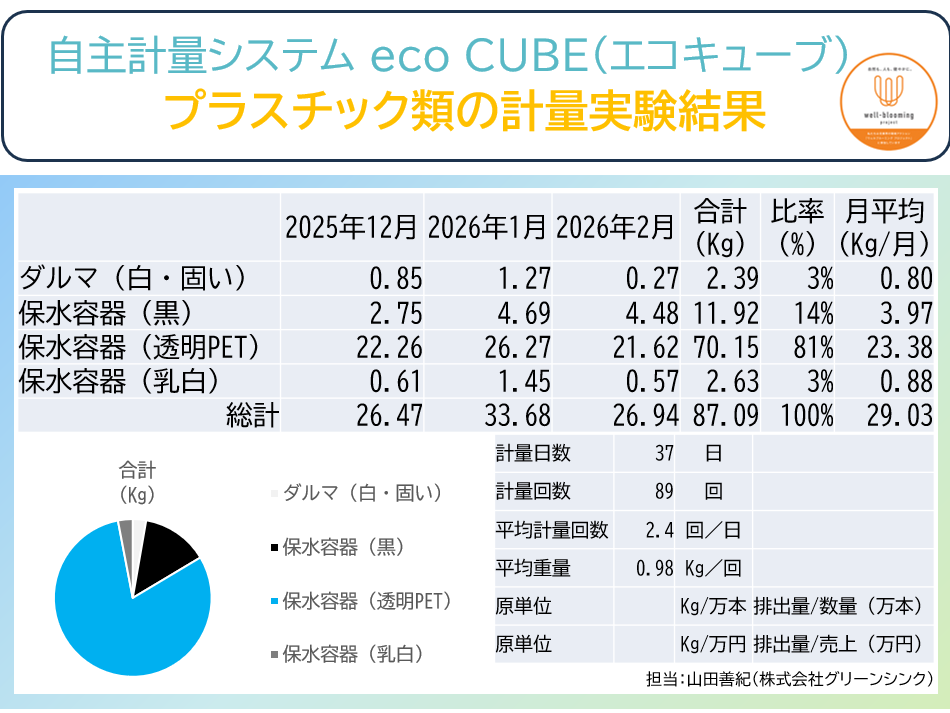 自主計量システム eco CUBE（エコキューブ）
プラスチック類の計量実験結果
well-blooming
project
2025年12月 2026年1月 2026年2月 合計(Kg) 比率(%) 月平均(Kg/月)
ダルマ（白・固い） 0.85 1.27 0.27 2.39 3% 0.80
保水容器（黒） 2.75 4.69 4.48 11.92 14% 3.97
保水容器（透明PET） 22.26 26.27 21.62 70.15 81% 23.38
保水容器（乳白） 0.61 1.45 0.57 2.63 3% 0.88
総計 26.47 33.68 26.94 87.09 100% 29.03
合計
(Kg)
ダルマ（白・固い）
保水容器（黒）
保水容器（透明PET）
保水容器（乳白）
計量日数 37 日
計量回数 89 回
平均計量回数 2.4 回／日
平均重量 0.98 Kg／回
原単位 Kg/万本 排出量/数量（万本）
原単位 Kg/万円 排出量/売上（万円）
担当：山田善紀（株式会社グリーンシンク）